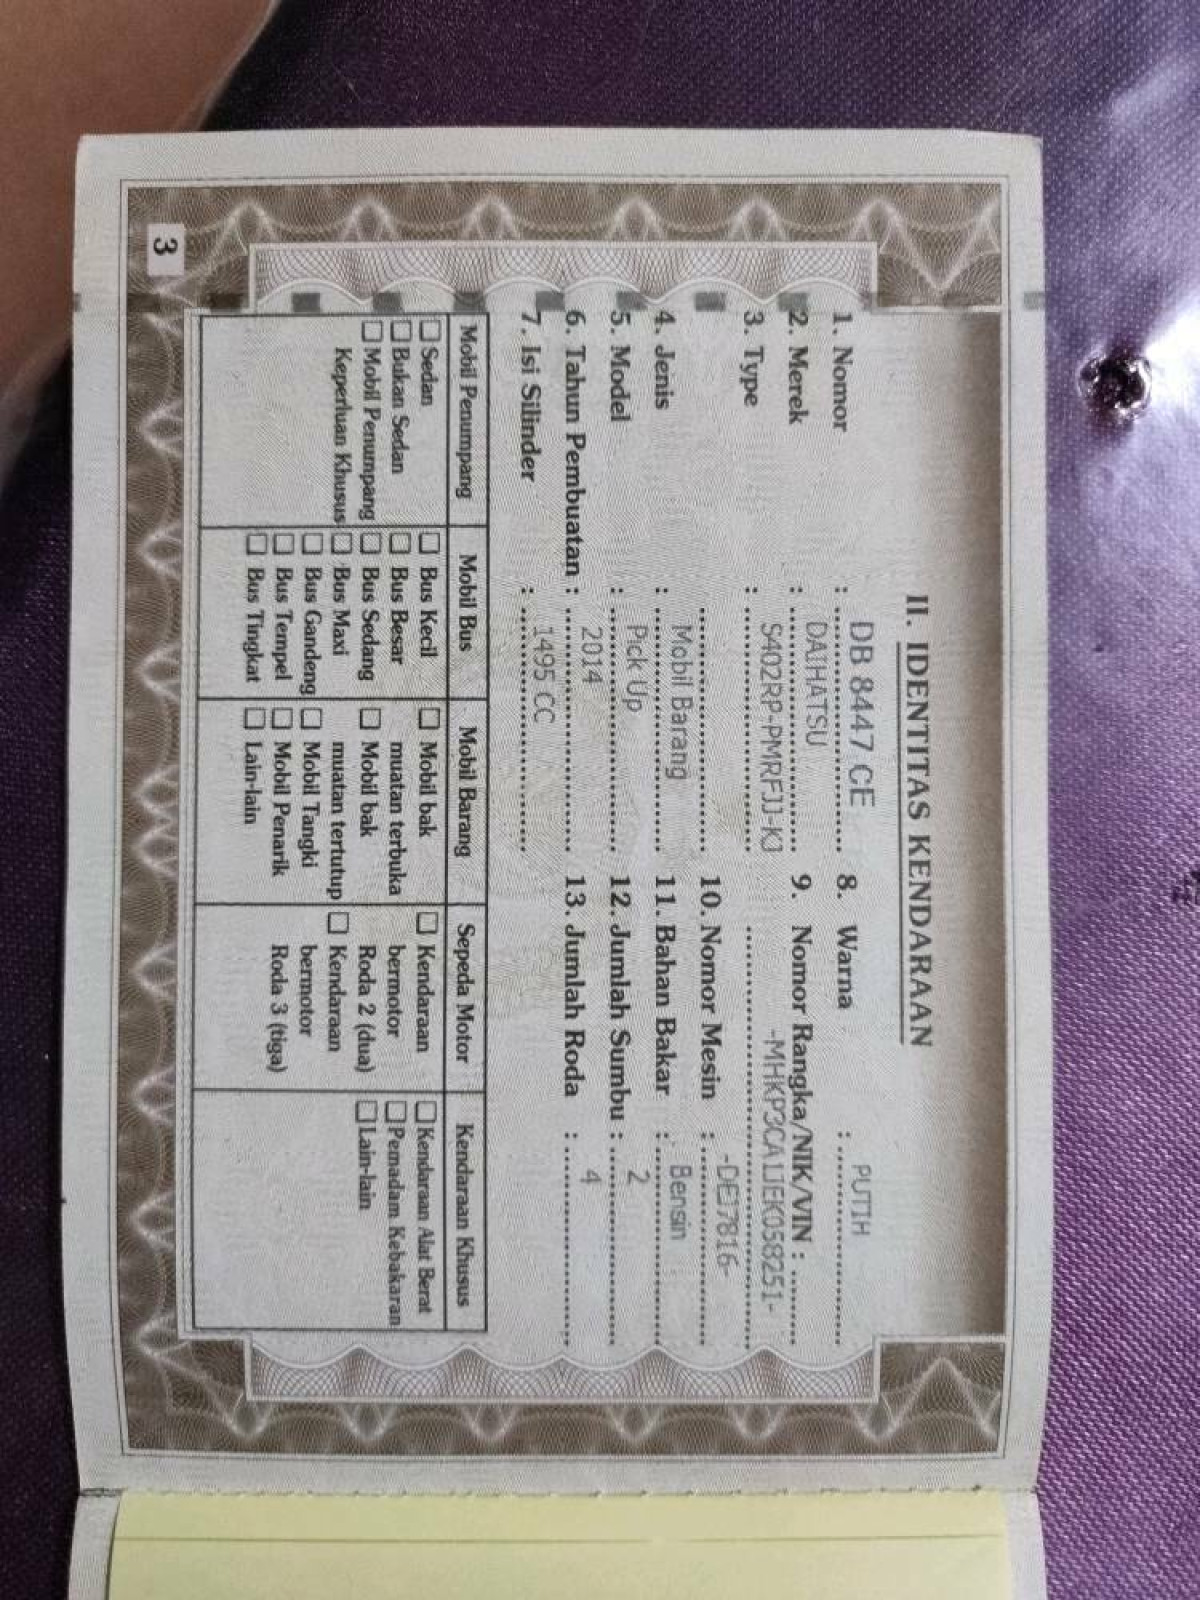 II. IDENTITAS KENDARAAN
1. Nomor : DB 8447 CE
2. Merek : DAIHATSU
3. Type : S402RP-PMRFJJ-KJ
4. Jenis : Mobil Barang
5. Model : Pick Up
6. Tahun Pembuatan : 2014
7. Isi Silinder : 1495 CC
8. Warna : PUTIH
9. Nomor Rangka/NIK/VIN :
-MHKP3CA1JEK058251-
10. Nomor Mesin : -DEJ7816-
11. Bahan Bakar : Bensin
12. Jumlah Sumbu : 2
13. Jumlah Roda : 4
Mobil Penumpang
Sedan
Bukan Sedan
Mobil Penumpang
Keperluan Khusus
Mobil Bus
Bus Kecil
Bus Besar
Bus Sedang
Bus Maxi
Bus Gandeng
Bus Tempel
Bus Tingkat
Mobil Barang
Mobil bak
muatan terbuka
Mobil bak
muatan tertutup
Mobil Tangki
Mobil Penarik
Lain-lain
Sepeda Motor
Kendaraan
bermotor
Roda 2 (dua)
Kendaraan
bermotor
Roda 3 (tiga)
Kendaraan Khusus
Kendaraan Alat Berat
Pemadam Kebakaran
Lain-lain
3